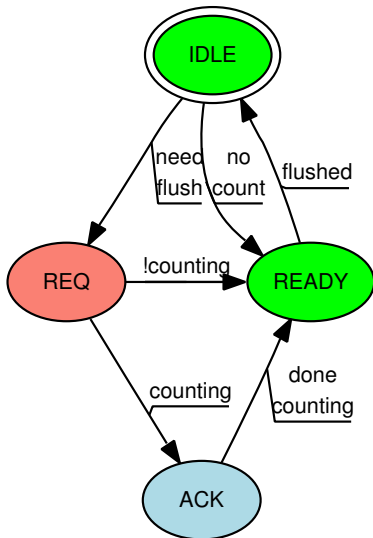 IDLE
need
flush
no
count
flushed
REQ
!counting
READY
counting
done
counting
ACK